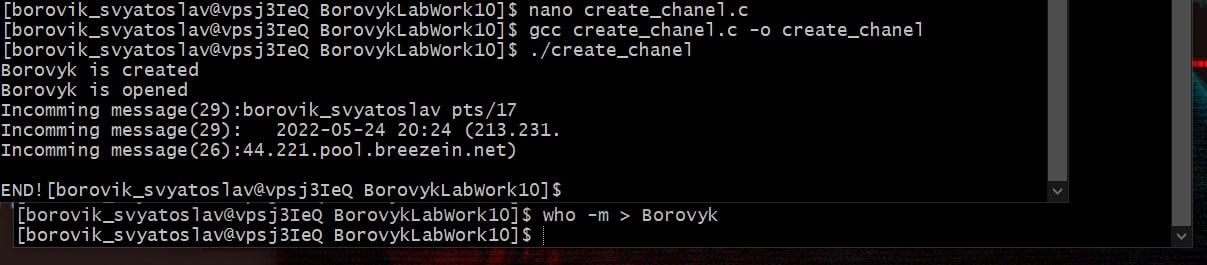 [borovik_svyatoslav@vpsj3IeQ BorovykLabWork10]$ nano create_chanel.c
[borovik_svyatoslav@vpsj3IeQ BorovykLabWork10]$ gcc create_chanel.c -o create_chanel
[borovik_svyatoslav@vpsj3IeQ BorovykLabWork10]$ ./create_chanel
Borovyk is created
Borovyk is opened
Incomming message(29):borovik_svyatoslav pts/17
Incomming message(29):   2022-05-24 20:24 (213.231.
Incomming message(26):44.221.pool.breezein.net)
END![borovik_svyatoslav@vpsj3IeQ BorovykLabWork10]$
[borovik_svyatoslav@vpsj3IeQ BorovykLabWork10]$ who -m > Borovyk
[borovik_svyatoslav@vpsj3IeQ BorovykLabWork10]$